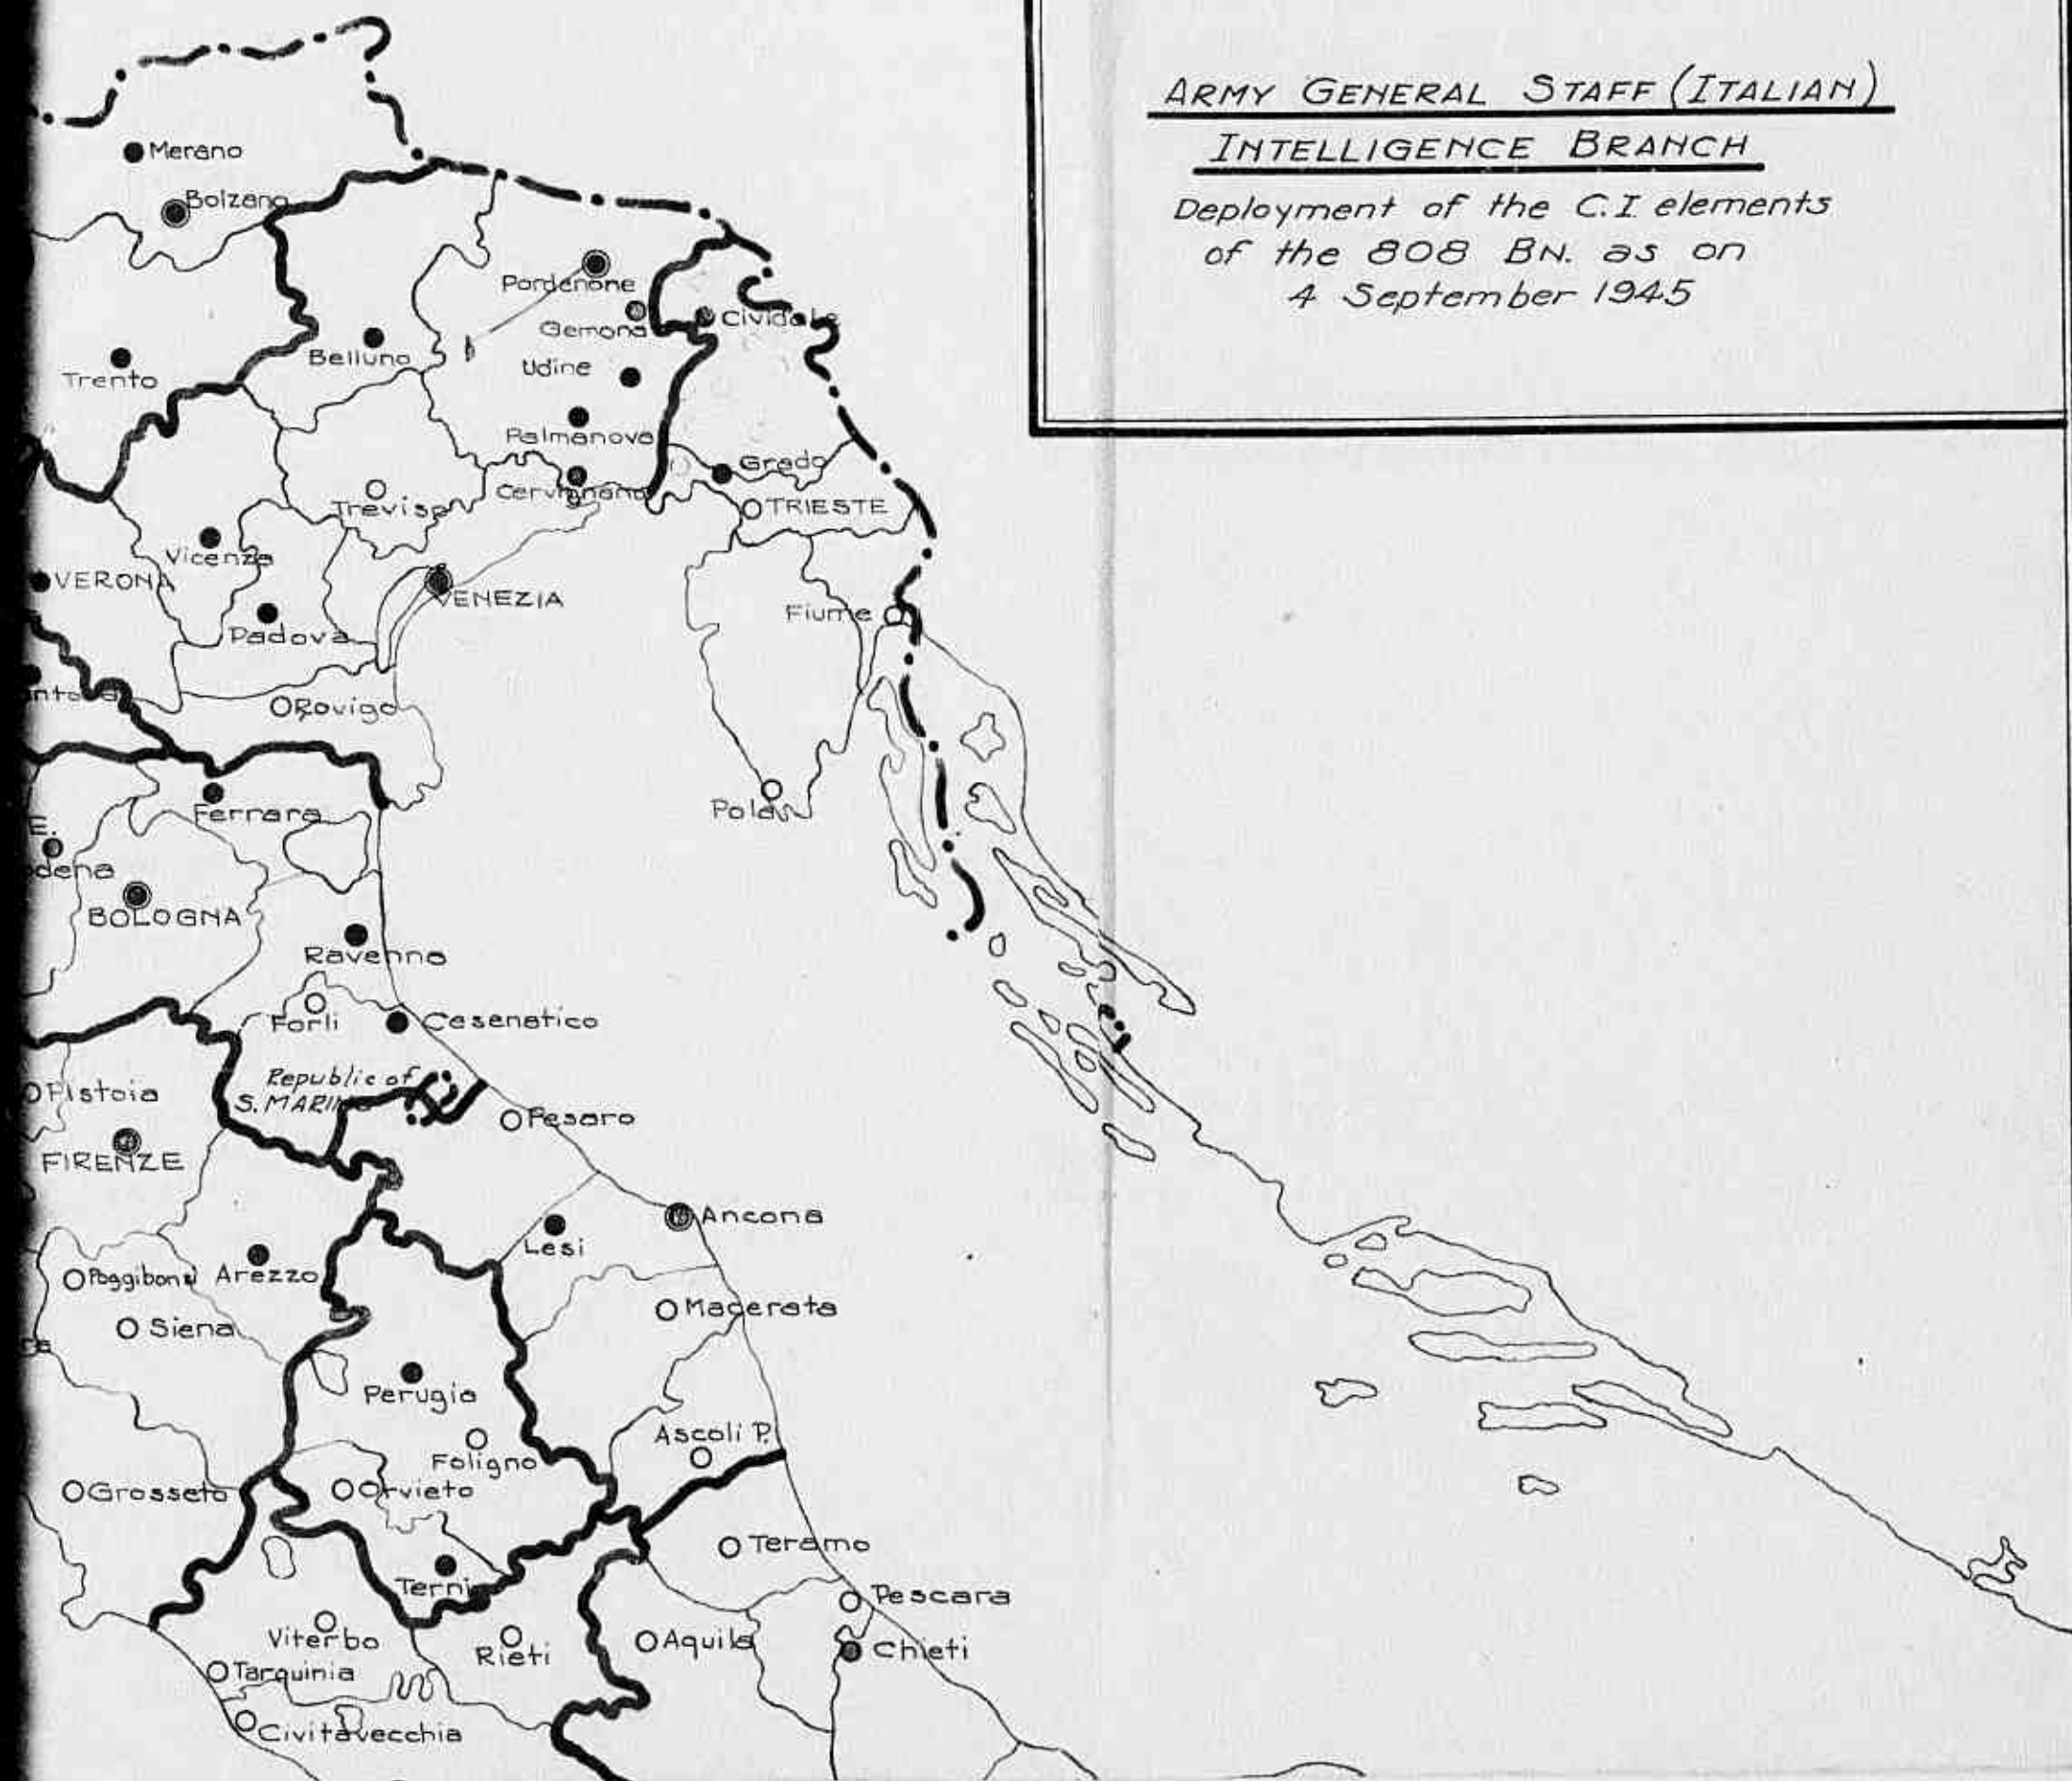 ARMY GENERAL STAFF (ITALIAN)
INTELLIGENCE BRANCH
Deployment of the C.I. elements
of the 808 BN. as on
4 September 1945
Merano
Bolzano
Pordenone
Gemona
Cividale
Belluno
Udine
Trento
Palmanova
Grado
Cervignano
Treviso
TRIESTE
Vicenza
VERONA
VENEZIA
Fiume
Padova
Rovigo
Pola
Ferrara
E.
odena
BOLOGNA
Ravenna
Forli
Cesenatico
Republic of
S. MARINO
Pistoia
Pesaro
FIRENZE
Ancona
Lesi
Poggibonsi
Arezzo
Macerata
Siena
Perugia
Ascoli P.
Foligno
Grosseto
Orvieto
Teramo
Terni
Pescara
Viterbo
Rieti
Aquila
Chieti
Tarquinia
Civitavecchia